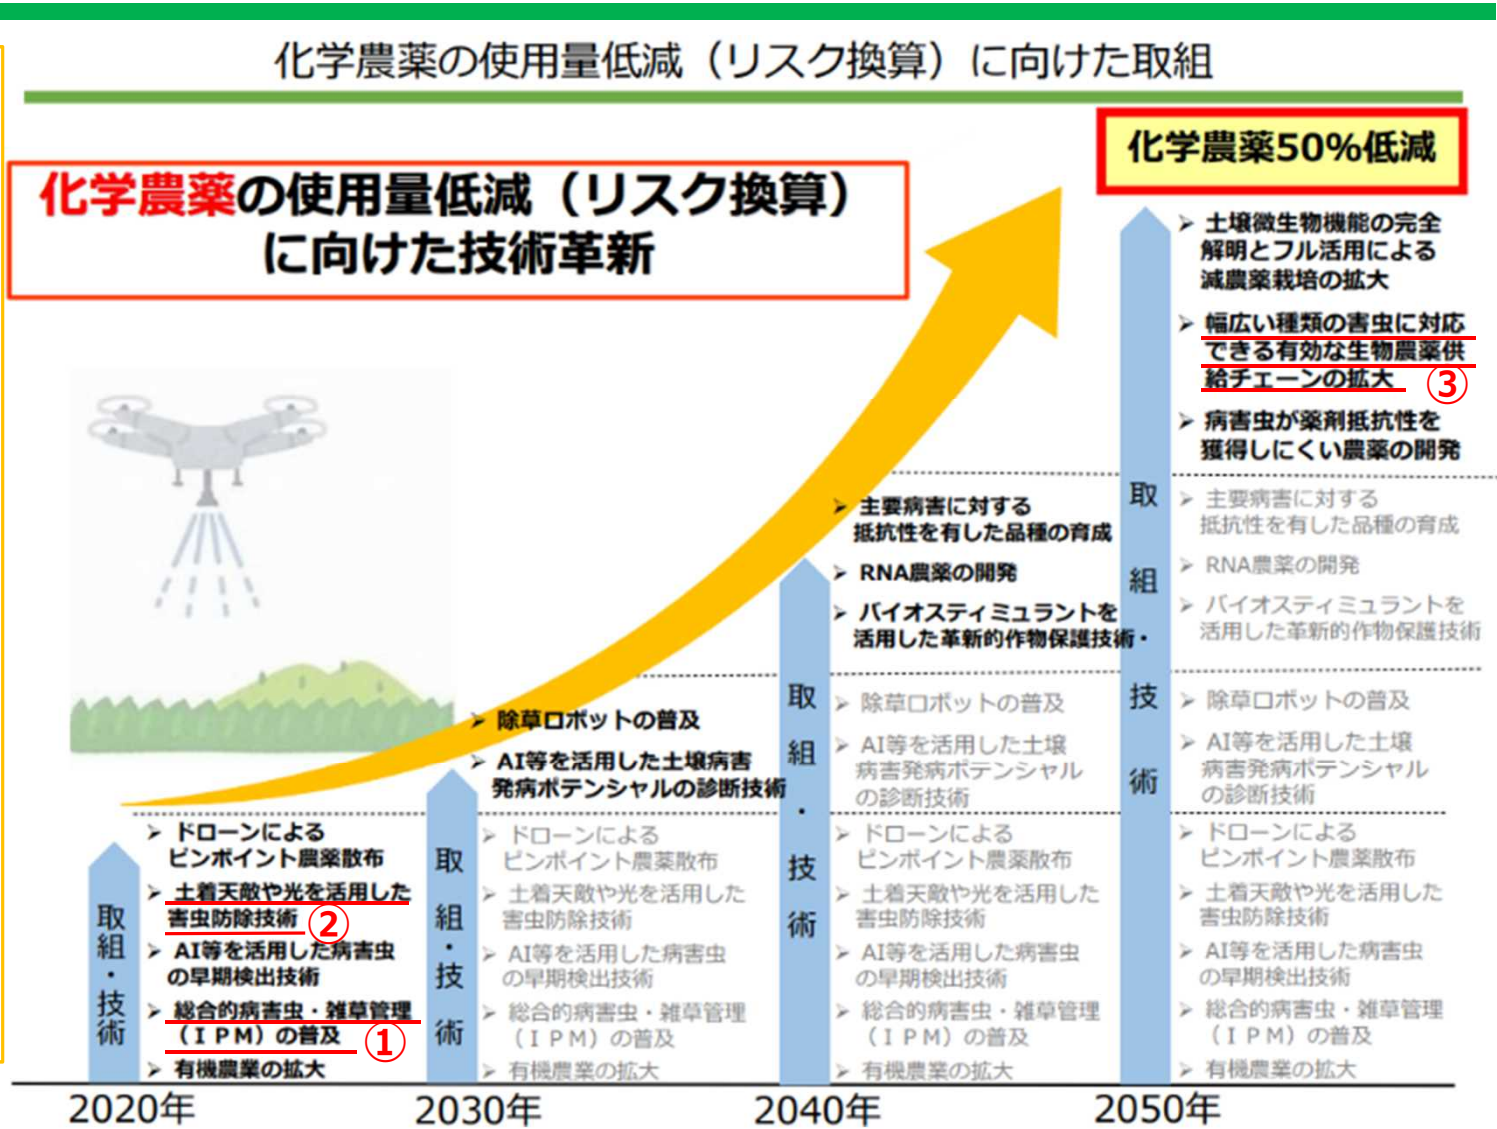 化学農薬の使用量低減（リスク換算）に向けた取組
化学農薬の使用量低減（リスク換算）
に向けた技術革新
化学農薬50%低減
➢ 土壌微生物機能の完全
解明とフル活用による
減農薬栽培の拡大
➢ 幅広い種類の害虫に対応
できる有効な生物農薬供
給チェーンの拡大 ③
➢ 病害虫が薬剤抵抗性を
獲得しにくい農薬の開発
➢ 主要病害に対する
抵抗性を有した品種の育成
➢ RNA農薬の開発
➢ バイオスティミュラントを
活用した革新的作物保護技術・
取組 技術
➢ 主要病害に対する
抵抗性を有した品種の育成
➢ RNA農薬の開発
➢ バイオスティミュラントを
活用した革新的作物保護技術
➢ 除草ロボットの普及
➢ AI等を活用した土壌病害
発病ポテンシャルの診断技術
取組・技術
➢ 除草ロボットの普及
➢ AI等を活用した土壌
病害発病ポテンシャル
の診断技術
➢ 除草ロボットの普及
➢ AI等を活用した土壌
病害発病ポテンシャル
の診断技術
取組・技術
➢ ドローンによる
ピンポイント農薬散布
➢ 土着天敵や光を活用した
害虫防除技術 ②
➢ AI等を活用した病害虫
の早期検出技術
➢ 総合的病害虫・雑草管理
（ＩＰＭ）の普及 ①
➢ 有機農業の拡大
取組・技術
➢ ドローンによる
ピンポイント農薬散布
➢ 土着天敵や光を活用した
害虫防除技術
➢ AI等を活用した病害虫
の早期検出技術
➢ 総合的病害虫・雑草管理
（ＩＰＭ）の普及
➢ 有機農業の拡大
➢ ドローンによる
ピンポイント農薬散布
➢ 土着天敵や光を活用した
害虫防除技術
➢ AI等を活用した病害虫
の早期検出技術
➢ 総合的病害虫・雑草管理
（ＩＰＭ）の普及
➢ 有機農業の拡大
➢ ドローンによる
ピンポイント農薬散布
➢ 土着天敵や光を活用した
害虫防除技術
➢ AI等を活用した病害虫
の早期検出技術
➢ 総合的病害虫・雑草管理
（ＩＰＭ）の普及
➢ 有機農業の拡大
2020年
2030年
2040年
2050年